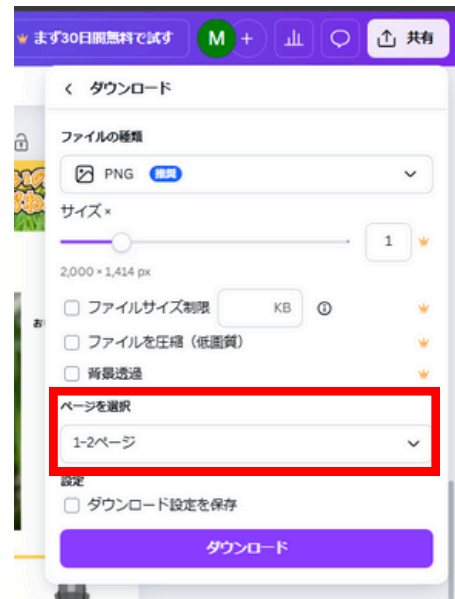 まず30日間無料で試す
M
+
共有
ダウンロード
ファイルの種類
PNG 推奨
サイズ ×
1
2,000 × 1,414 px
ファイルサイズ制限 KB
ファイルを圧縮（低画質）
背景透過
ページを選択
1-2ページ
設定
ダウンロード設定を保存
ダウンロード